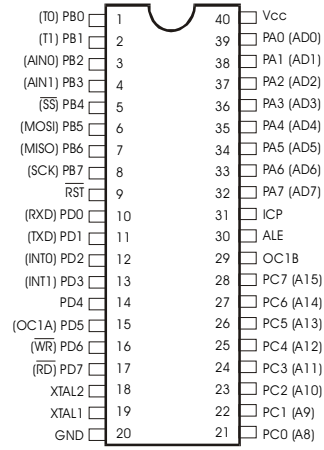 (T0) PB0 1 40 Vcc
(T1) PB1 2 39 PA0 (AD0)
(AIN0) PB2 3 38 PA1 (AD1)
(AIN1) PB3 4 37 PA2 (AD2)
(S̅S̅) PB4 5 36 PA3 (AD3)
(MOSI) PB5 6 35 PA4 (AD4)
(MISO) PB6 7 34 PA5 (AD5)
(SCK) PB7 8 33 PA6 (AD6)
R̅S̅T̅ 9 32 PA7 (AD7)
(RXD) PD0 10 31 ICP
(TXD) PD1 11 30 ALE
(INT0) PD2 12 29 OC1B
(INT1) PD3 13 28 PC7 (A15)
PD4 14 27 PC6 (A14)
(OC1A) PD5 15 26 PC5 (A13)
(W̅R̅) PD6 16 25 PC4 (A12)
(R̅D̅) PD7 17 24 PC3 (A11)
XTAL2 18 23 PC2 (A10)
XTAL1 19 22 PC1 (A9)
GND 20 21 PC0 (A8)